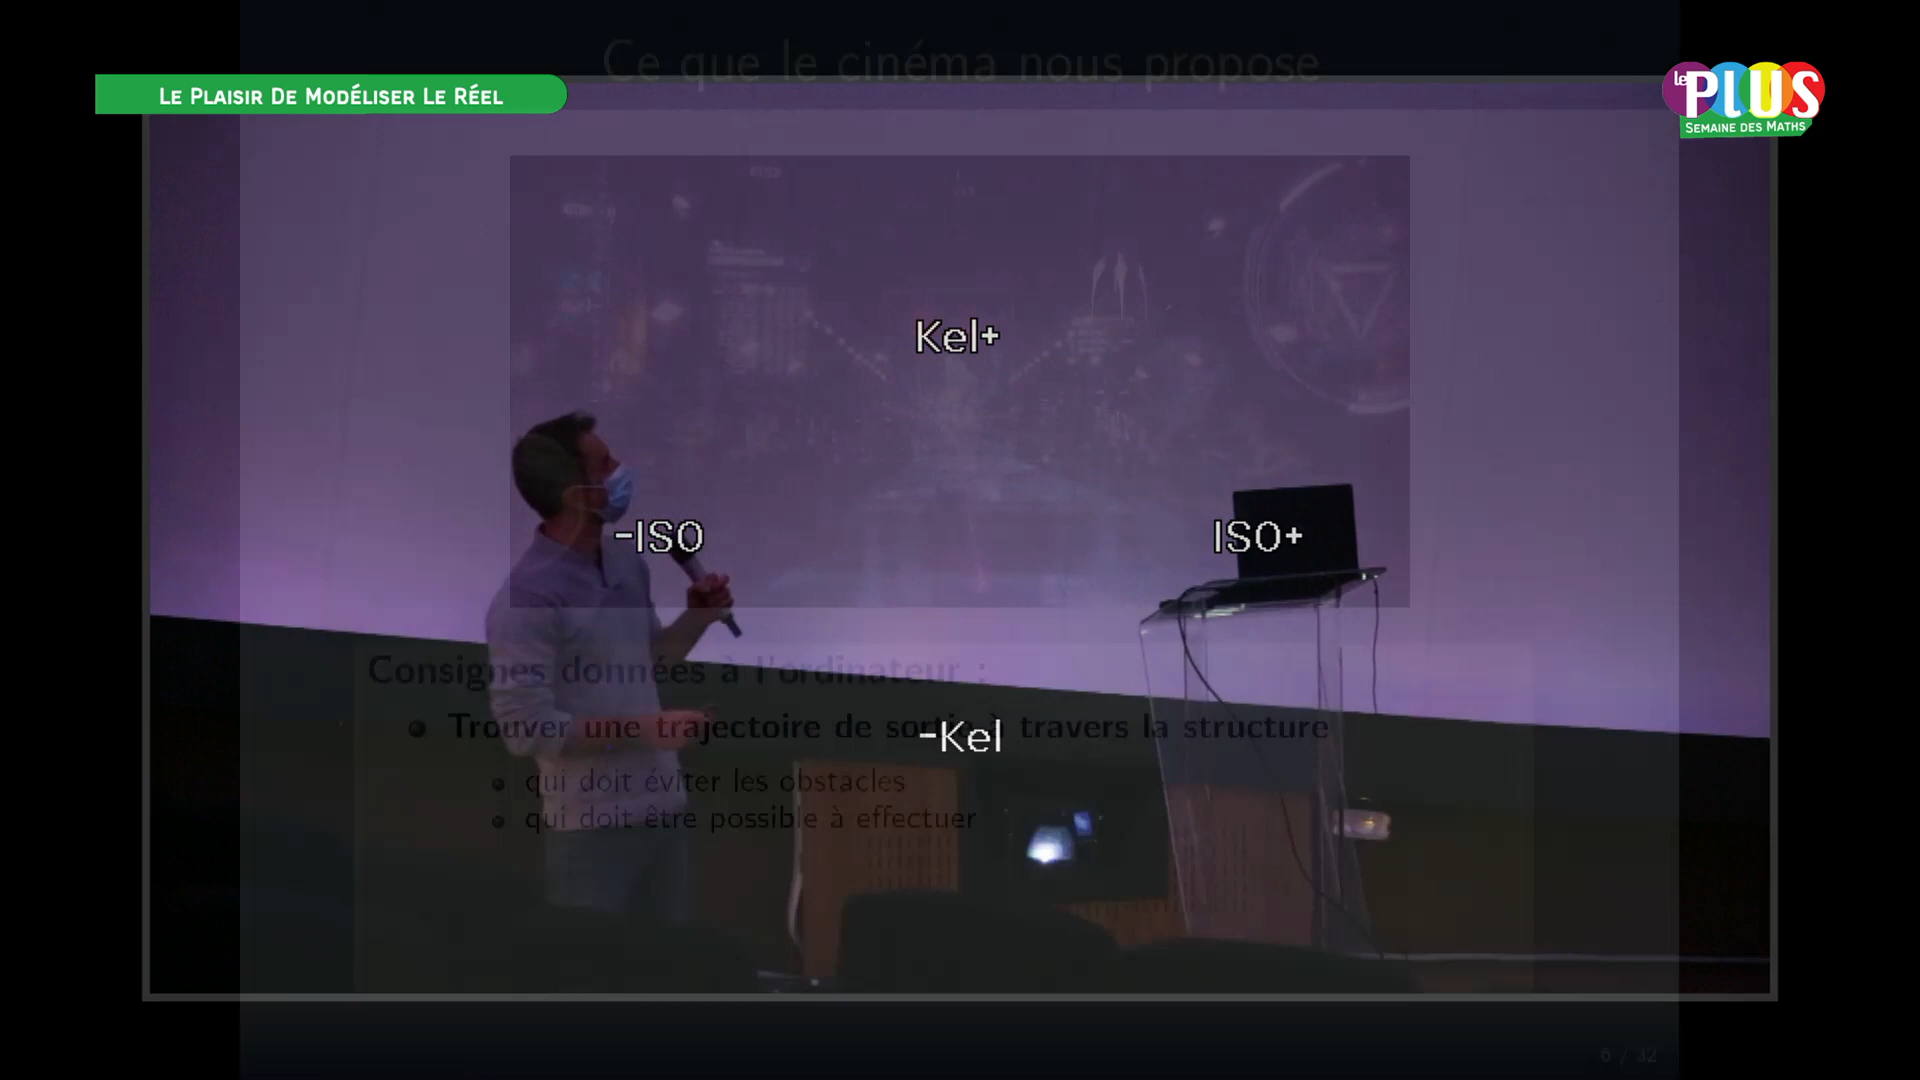 Ce que le cinéma nous propose
Le Plaisir De Modéliser Le Réel
le PLUS
Semaine des Maths
Kel+
-ISO
ISO+
Consignes données à l'ordinateur :
Trouver une trajectoire de sortie à travers la structure
-Kel
qui doit éviter les obstacles
qui doit être possible à effectuer
6 / 32